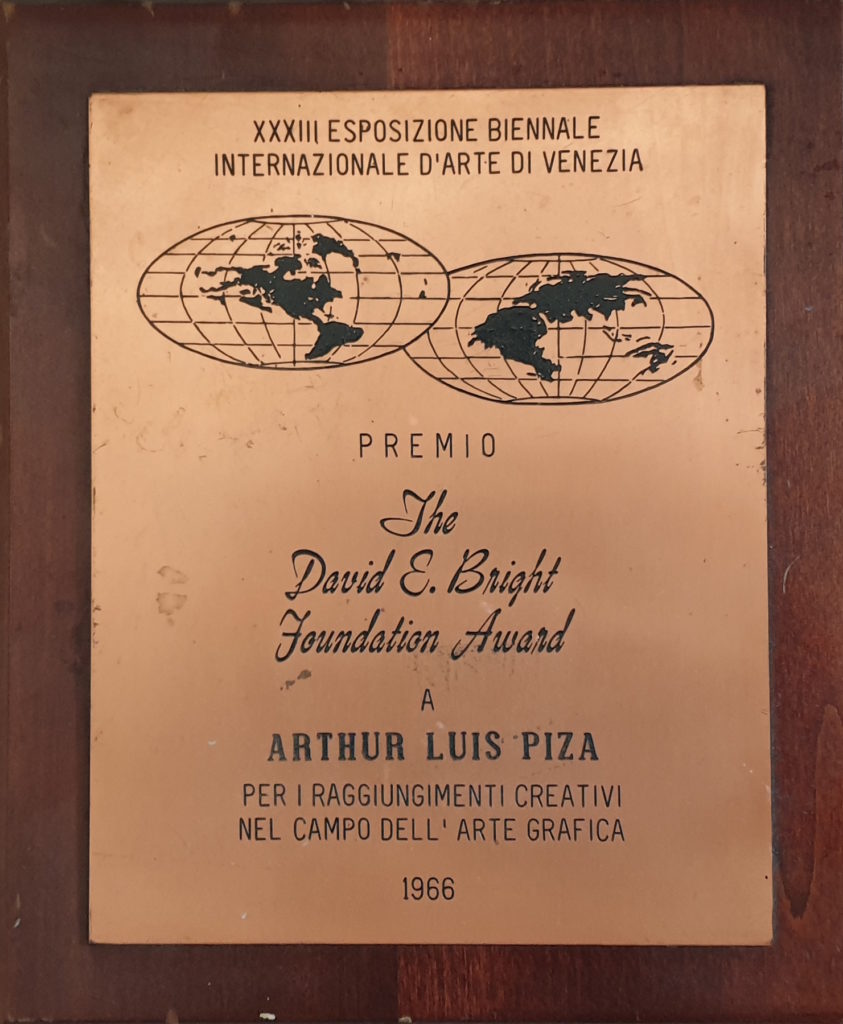 XXXIII ESPOSIZIONE BIENNALE
INTERNAZIONALE D'ARTE DI VENEZIA
PREMIO
The
David E. Bright
Foundation Award
A
ARTHUR LUIS PIZA
PER I RAGGIUNGIMENTI CREATIVI
NEL CAMPO DELL' ARTE GRAFICA
1966